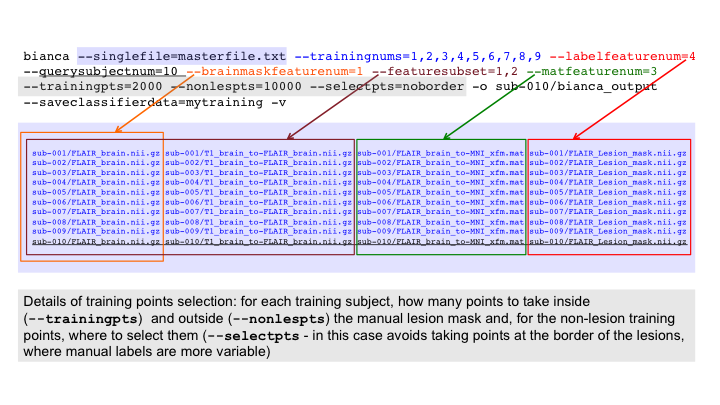 bianca --singlefile=masterfile.txt --trainingnums=1,2,3,4,5,6,7,8,9 --labelfeaturenum=4
--querysubjectnum=10 --brainmaskfeaturenum=1 --featuresubset=1,2 --matfeaturenum=3
--trainingpts=2000 --nonlespts=10000 --selectpts=noborder -o sub-010/bianca_output
--saveclassifierdata=mytraining -v
sub-001/FLAIR_brain.nii.gz sub-001/T1_brain_to-FLAIR_brain.nii.gz sub-001/FLAIR_brain_to-MNI_xfm.mat sub-001/FLAIR_Lesion_mask.nii.gz
sub-002/FLAIR_brain.nii.gz sub-002/T1_brain_to-FLAIR_brain.nii.gz sub-002/FLAIR_brain_to-MNI_xfm.mat sub-002/FLAIR_Lesion_mask.nii.gz
sub-003/FLAIR_brain.nii.gz sub-003/T1_brain_to-FLAIR_brain.nii.gz sub-003/FLAIR_brain_to-MNI_xfm.mat sub-003/FLAIR_Lesion_mask.nii.gz
sub-004/FLAIR_brain.nii.gz sub-004/T1_brain_to-FLAIR_brain.nii.gz sub-004/FLAIR_brain_to-MNI_xfm.mat sub-004/FLAIR_Lesion_mask.nii.gz
sub-005/FLAIR_brain.nii.gz sub-005/T1_brain_to-FLAIR_brain.nii.gz sub-005/FLAIR_brain_to-MNI_xfm.mat sub-005/FLAIR_Lesion_mask.nii.gz
sub-006/FLAIR_brain.nii.gz sub-006/T1_brain_to-FLAIR_brain.nii.gz sub-006/FLAIR_brain_to-MNI_xfm.mat sub-006/FLAIR_Lesion_mask.nii.gz
sub-007/FLAIR_brain.nii.gz sub-007/T1_brain_to-FLAIR_brain.nii.gz sub-007/FLAIR_brain_to-MNI_xfm.mat sub-007/FLAIR_Lesion_mask.nii.gz
sub-008/FLAIR_brain.nii.gz sub-008/T1_brain_to-FLAIR_brain.nii.gz sub-008/FLAIR_brain_to-MNI_xfm.mat sub-008/FLAIR_Lesion_mask.nii.gz
sub-009/FLAIR_brain.nii.gz sub-009/T1_brain_to-FLAIR_brain.nii.gz sub-009/FLAIR_brain_to-MNI_xfm.mat sub-009/FLAIR_Lesion_mask.nii.gz
sub-010/FLAIR_brain.nii.gz sub-010/T1_brain_to-FLAIR_brain.nii.gz sub-010/FLAIR_brain_to-MNI_xfm.mat sub-010/FLAIR_Lesion_mask.nii.gz
Details of training points selection: for each training subject, how many points to take inside
(--trainingpts) and outside (--nonlespts) the manual lesion mask and, for the non-lesion training
points, where to select them (--selectpts - in this case avoids taking points at the border of the lesions,
where manual labels are more variable)